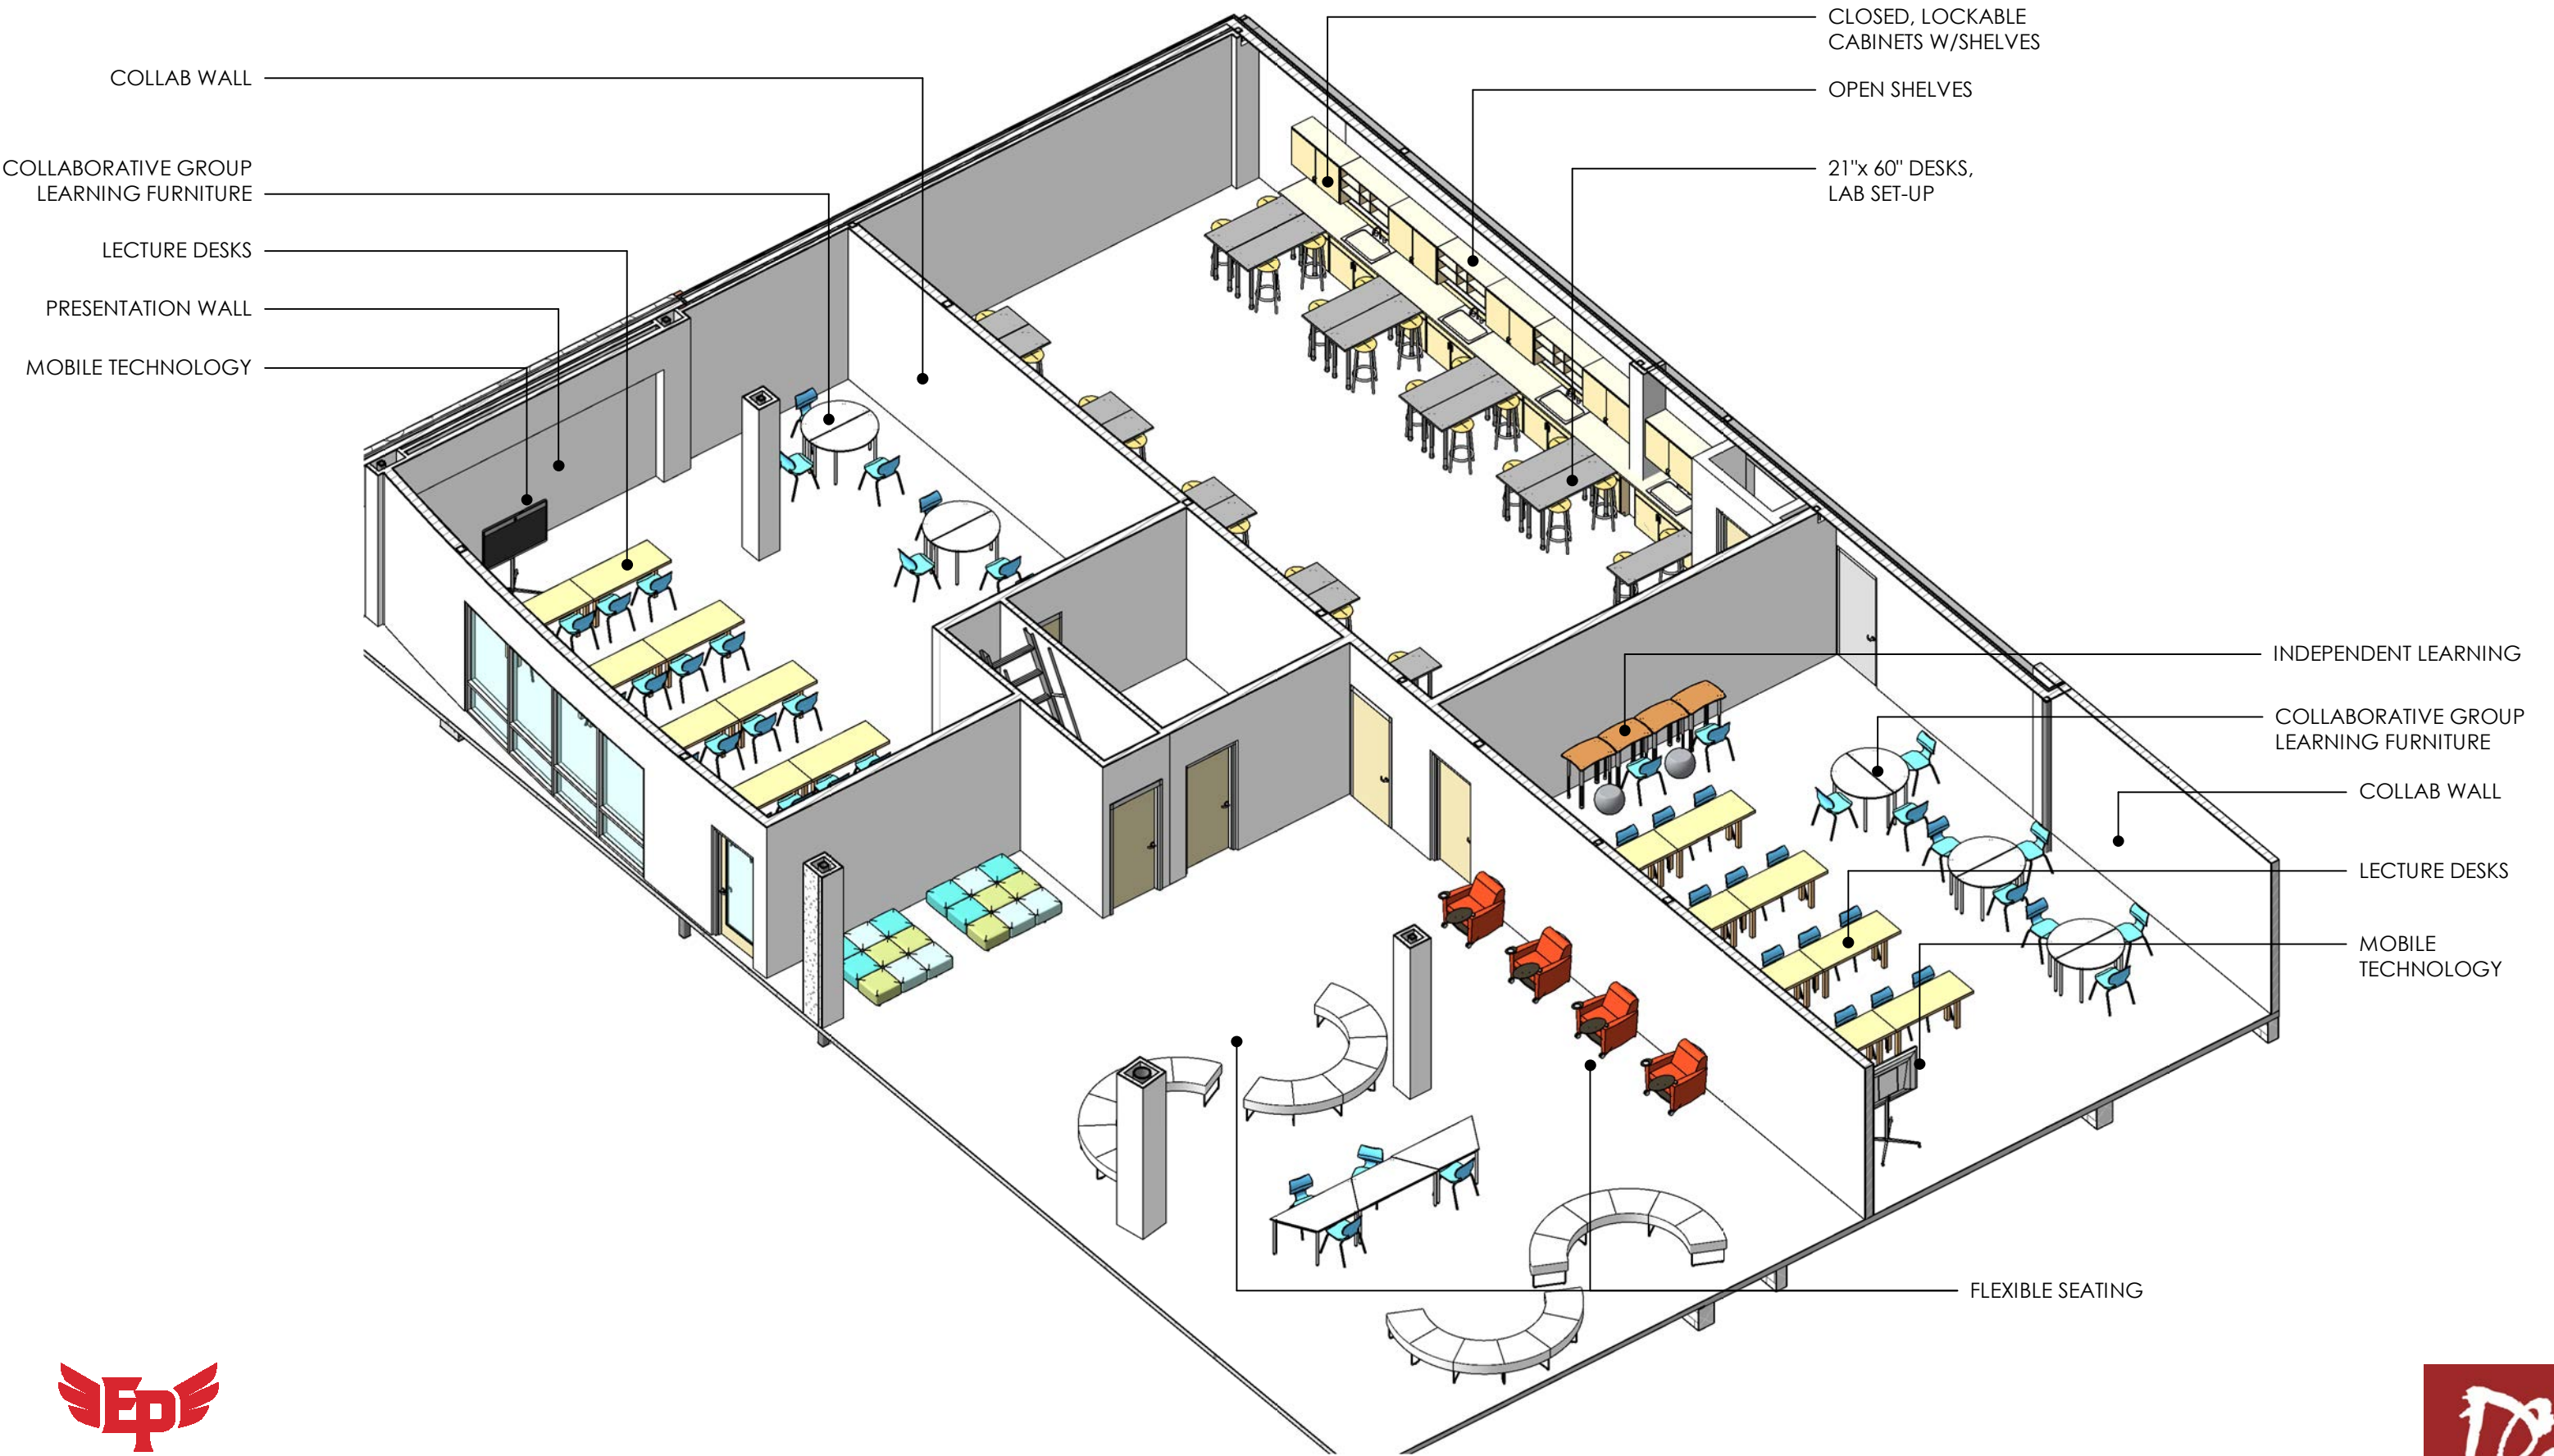 COLLAB WALL
COLLABORATIVE GROUP
LEARNING FURNITURE
LECTURE DESKS
PRESENTATION WALL
MOBILE TECHNOLOGY
CLOSED, LOCKABLE
CABINETS W/SHELVES
OPEN SHELVES
21"x 60" DESKS,
LAB SET-UP
INDEPENDENT LEARNING
COLLABORATIVE GROUP
LEARNING FURNITURE
COLLAB WALL
LECTURE DESKS
MOBILE
TECHNOLOGY
FLEXIBLE SEATING
EP